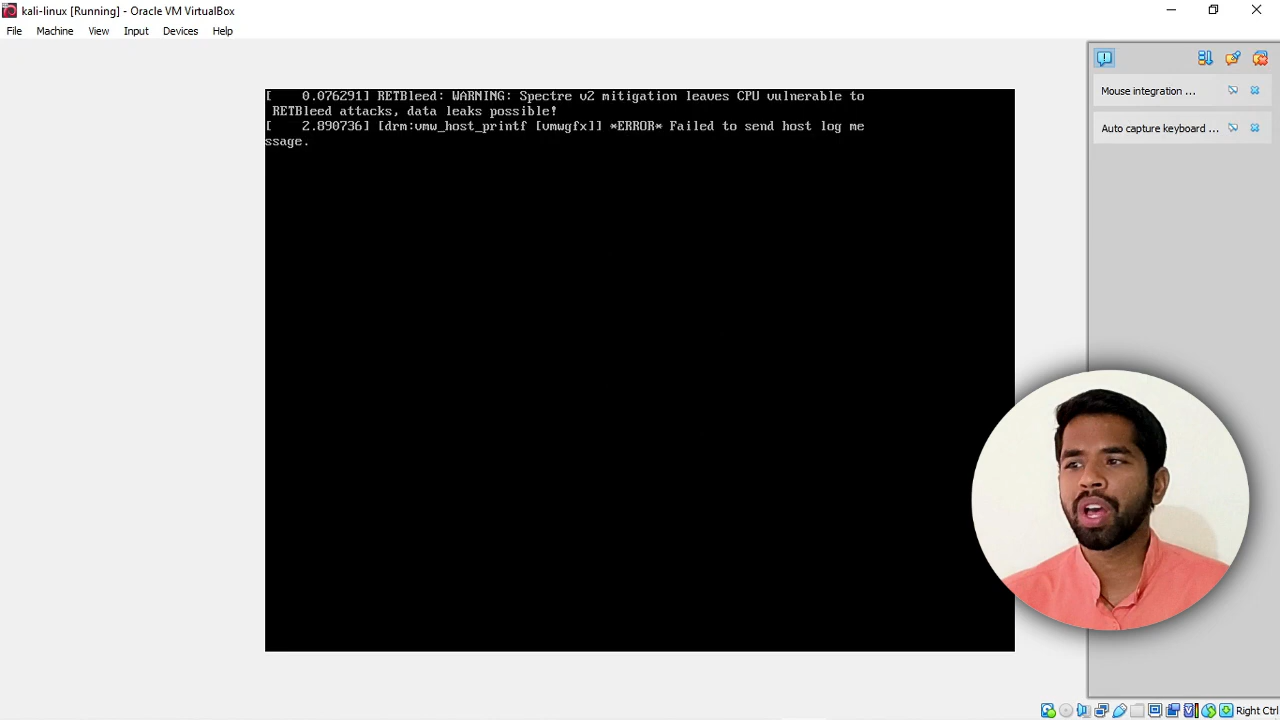 kali-linux [Running] - Oracle VM VirtualBox
File Machine View Input Devices Help
[    0.076291] RETBleed: WARNING: Spectre v2 mitigation leaves CPU vulnerable to
 RETBleed attacks, data leaks possible!
[    2.890736] [drm:vmw_host_printf [vmwgfx]] *ERROR* Failed to send host log me
ssage.
Mouse integration ...
Auto capture keyboard ...
Right Ctrl